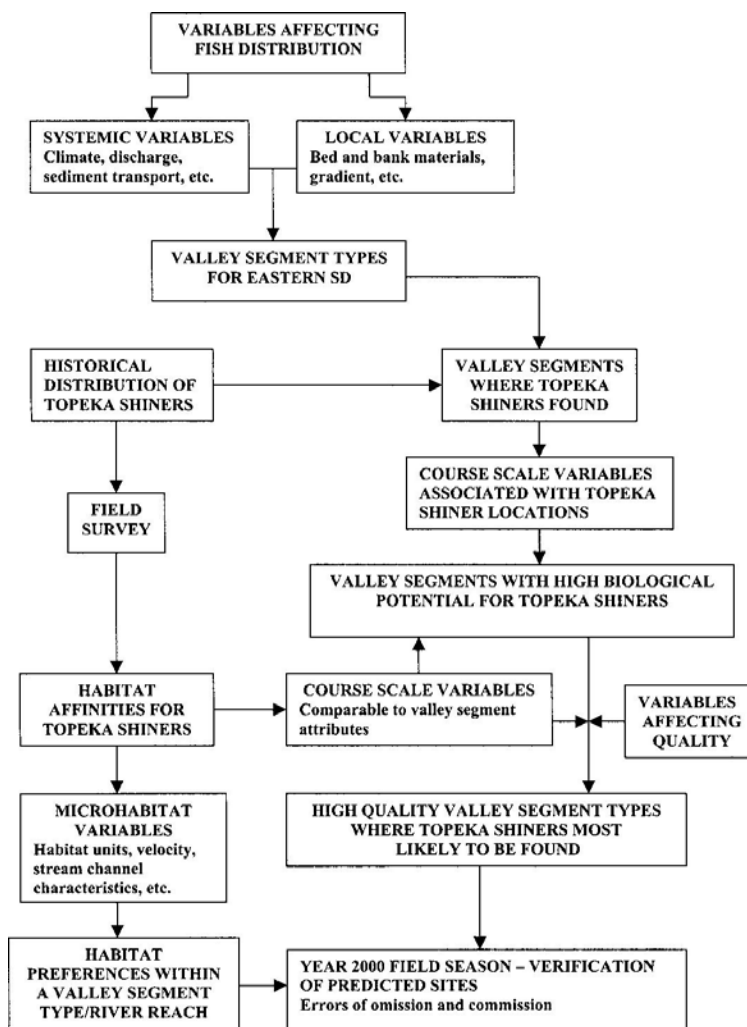 VARIABLES AFFECTING
FISH DISTRIBUTION
SYSTEMIC VARIABLES
Climate, discharge,
sediment transport, etc.
LOCAL VARIABLES
Bed and bank materials,
gradient, etc.
VALLEY SEGMENT TYPES
FOR EASTERN SD
HISTORICAL
DISTRIBUTION OF
TOPEKA SHINERS
VALLEY SEGMENTS
WHERE TOPEKA
SHINERS FOUND
COURSE SCALE VARIABLES
ASSOCIATED WITH TOPEKA
SHINER LOCATIONS
FIELD
SURVEY
VALLEY SEGMENTS WITH HIGH BIOLOGICAL
POTENTIAL FOR TOPEKA SHINERS
HABITAT
AFFINITIES FOR
TOPEKA SHINERS
COURSE SCALE VARIABLES
Comparable to valley segment
attributes
VARIABLES
AFFECTING
QUALITY
MICROHABITAT
VARIABLES
Habitat units, velocity,
stream channel
characteristics, etc.
HIGH QUALITY VALLEY SEGMENT TYPES
WHERE TOPEKA SHINERS MOST
LIKELY TO BE FOUND
HABITAT
PREFERENCES WITHIN
A VALLEY SEGMENT
TYPE/RIVER REACH
YEAR 2000 FIELD SEASON – VERIFICATION
OF PREDICTED SITES
Errors of omission and commission